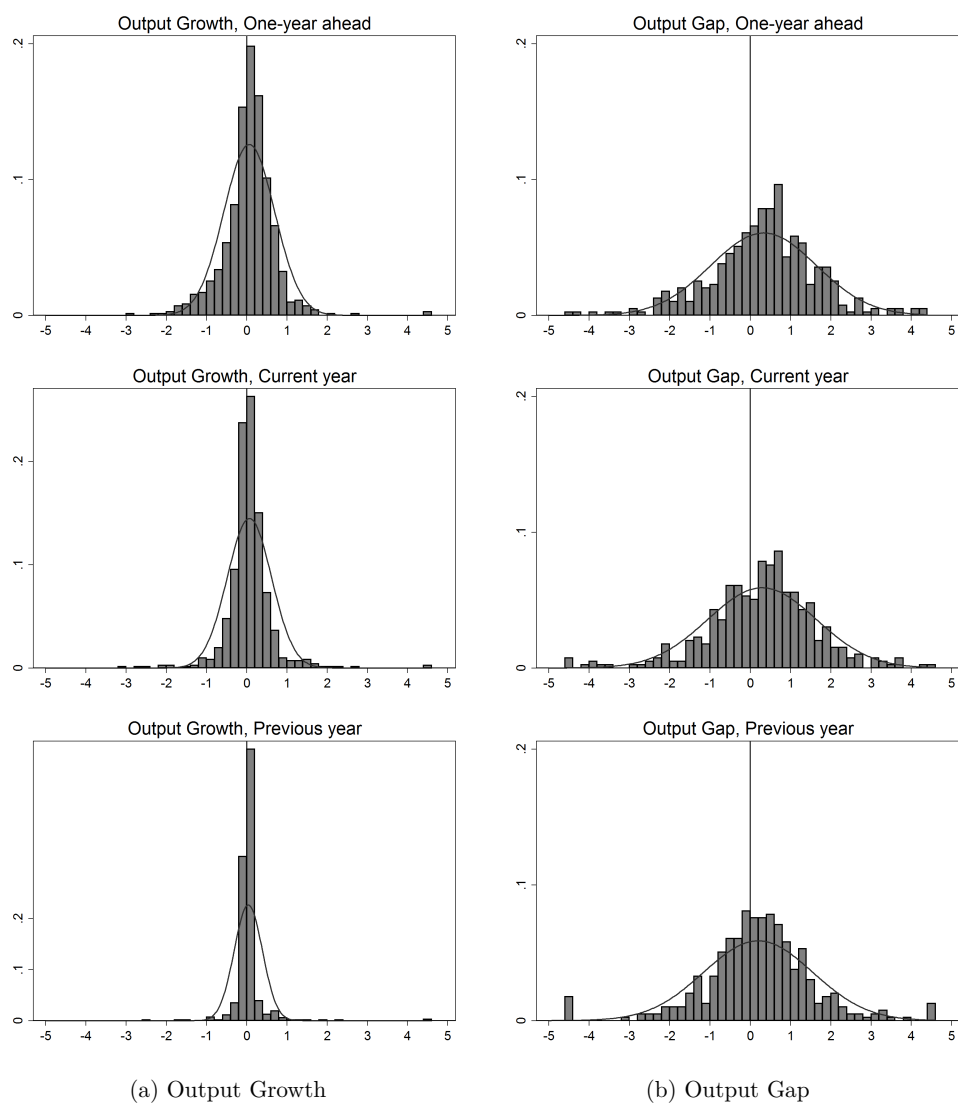 Output Growth, One-year ahead
.2
.1
0
-5 -4 -3 -2 -1 0 1 2 3 4 5
Output Gap, One-year ahead
.2
.1
0
-5 -4 -3 -2 -1 0 1 2 3 4 5
Output Growth, Current year
.2
.1
0
-5 -4 -3 -2 -1 0 1 2 3 4 5
Output Gap, Current year
.2
.1
0
-5 -4 -3 -2 -1 0 1 2 3 4 5
Output Growth, Previous year
.2
.1
0
-5 -4 -3 -2 -1 0 1 2 3 4 5
Output Gap, Previous year
.2
.1
0
-5 -4 -3 -2 -1 0 1 2 3 4 5
(a) Output Growth
(b) Output Gap